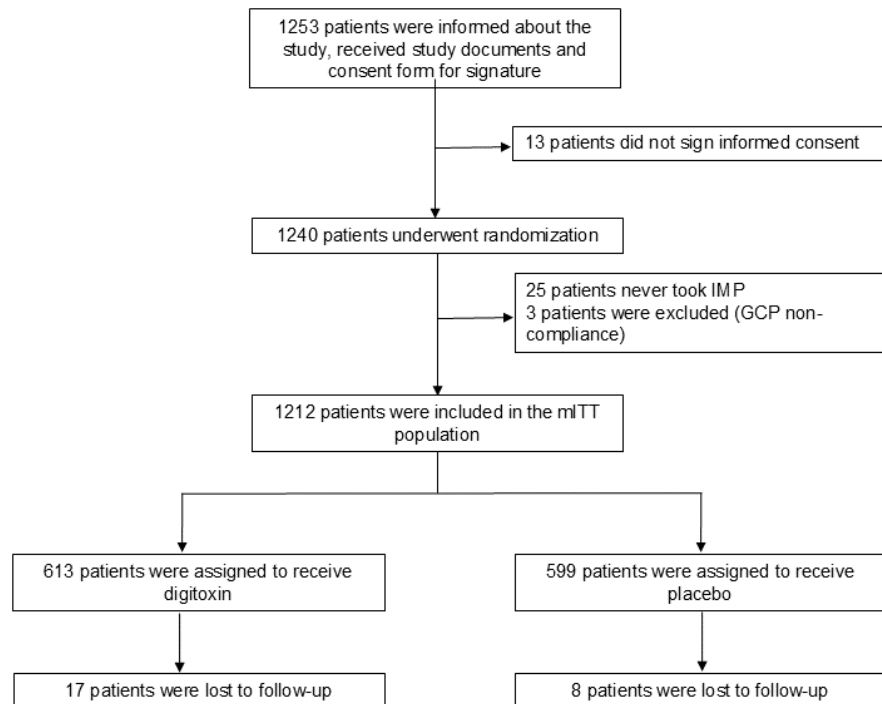 1253 patients were informed about the
study, received study documents and
consent form for signature
13 patients did not sign informed consent
1240 patients underwent randomization
25 patients never took IMP
3 patients were excluded (GCP non-
compliance)
1212 patients were included in the mITT
population
613 patients were assigned to receive
digitoxin
599 patients were assigned to receive
placebo
17 patients were lost to follow-up
8 patients were lost to follow-up